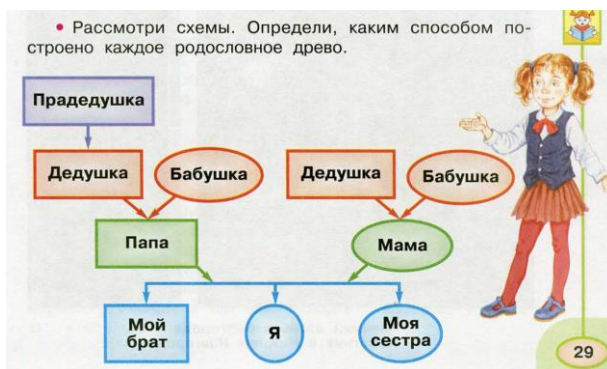 • Рассмотри схемы. Определи, каким способом по-
строено каждое родословное древо.
Прадедушка
Дедушка
Бабушка
Дедушка
Бабушка
Папа
Мама
Мой
брат
Я
Моя
сестра
29